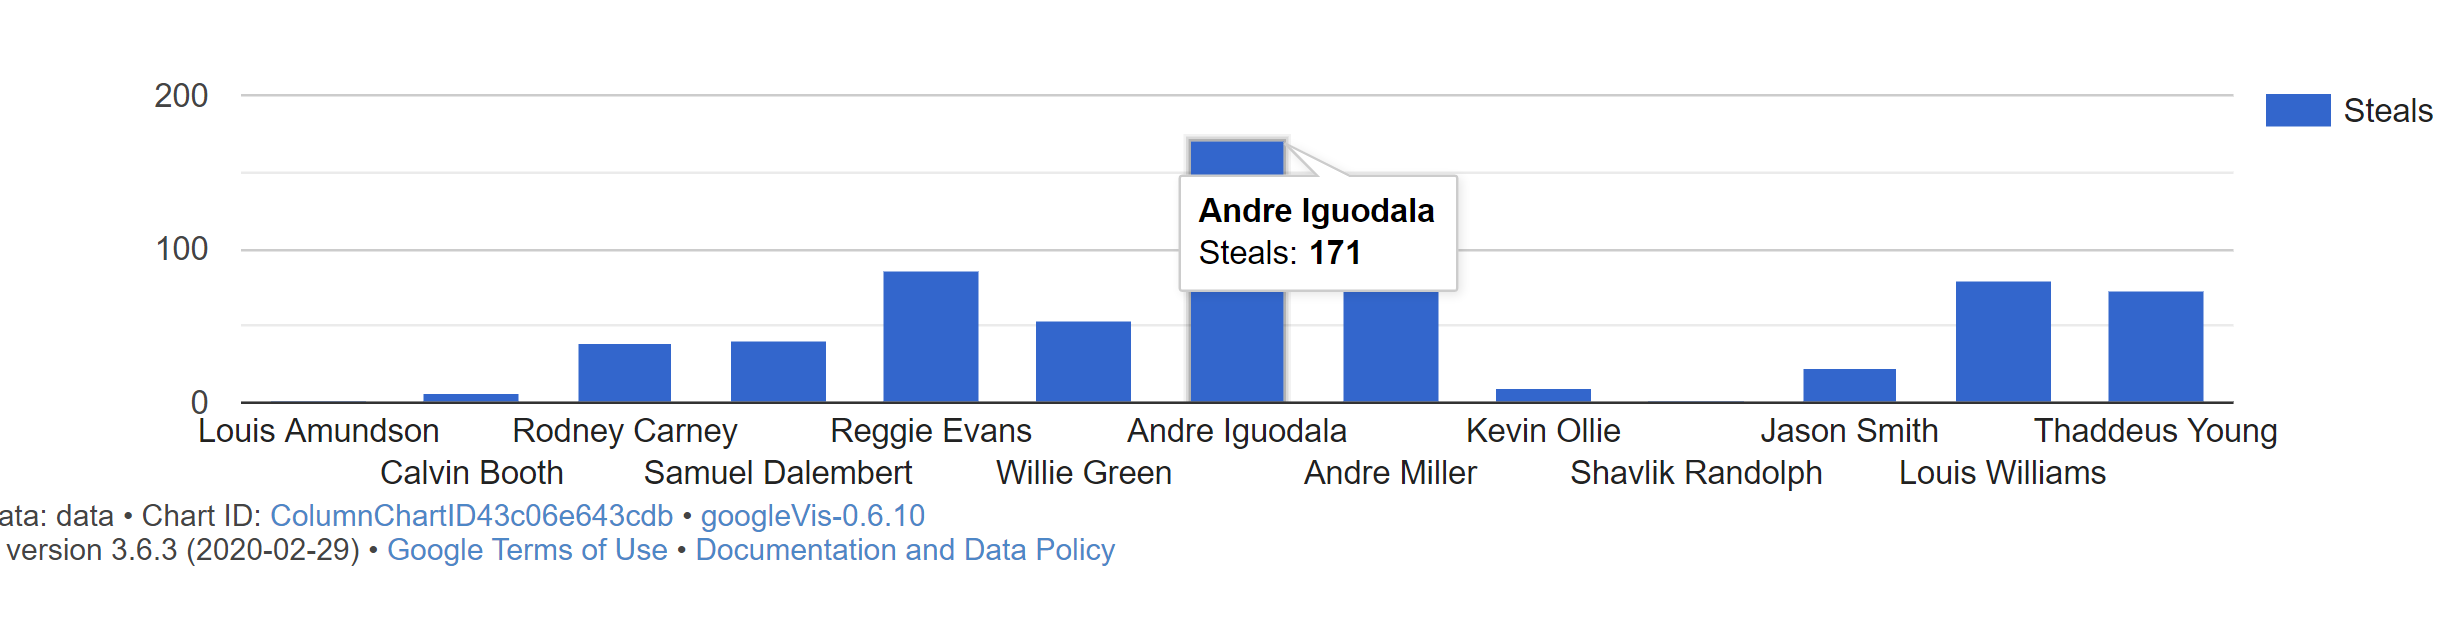 200
Steals
Andre Iguodala
Steals: 171
100
0
Louis Amundson Rodney Carney Reggie Evans Andre Iguodala Kevin Ollie Jason Smith Thaddeus Young
Calvin Booth Samuel Dalembert Willie Green Andre Miller Shavlik Randolph Louis Williams
ata: data • Chart ID: ColumnChartID43c06e643cdb • googleVis-0.6.10
version 3.6.3 (2020-02-29) • Google Terms of Use • Documentation and Data Policy